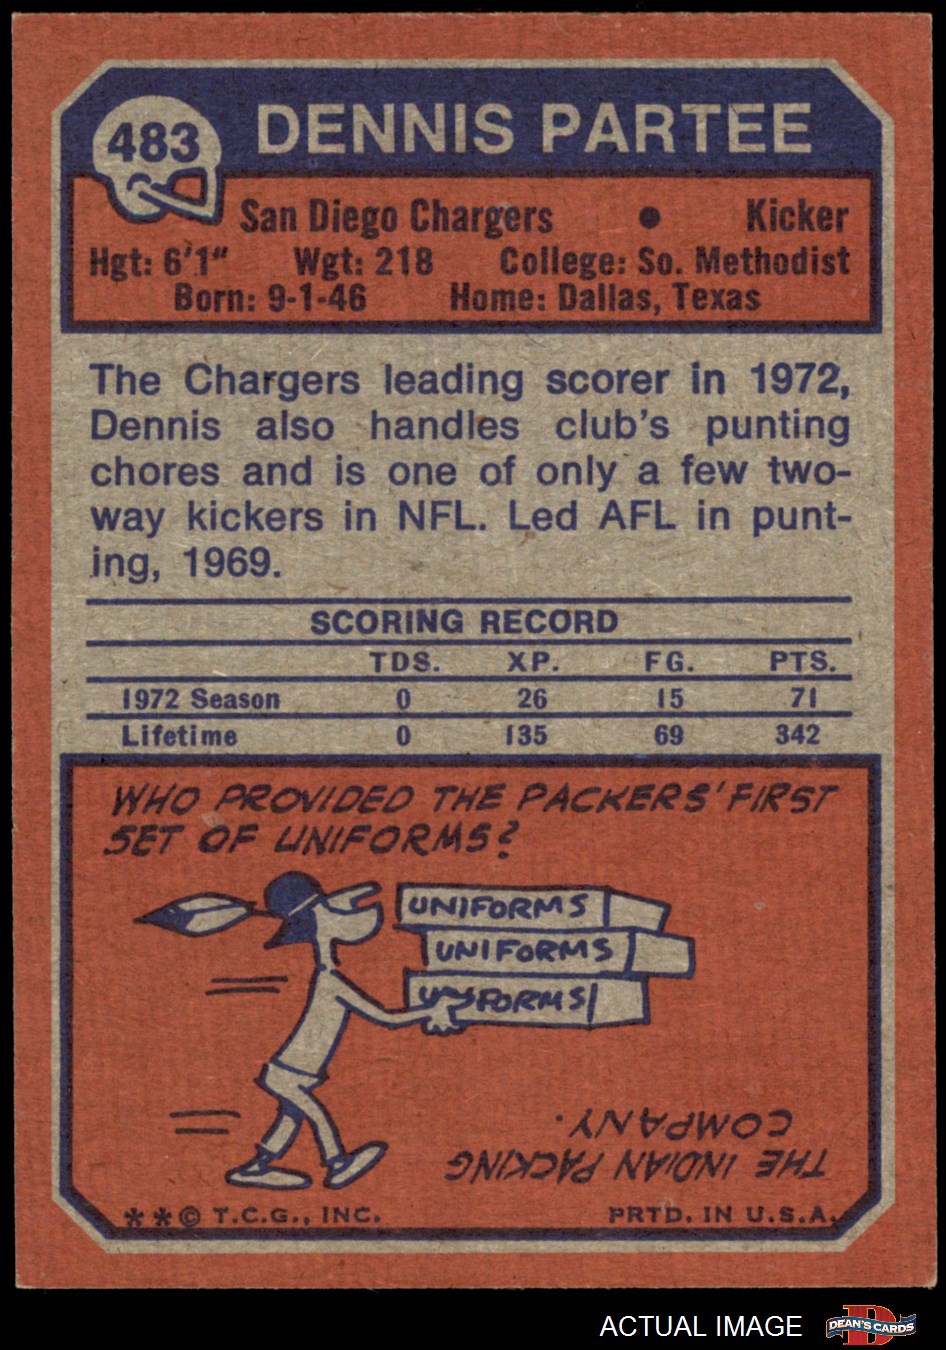 483 DENNIS PARTEE
San Diego Chargers • Kicker
Hgt: 6'1" Wgt: 218 College: So. Methodist
Born: 9-1-46 Home: Dallas, Texas
The Chargers leading scorer in 1972,
Dennis also handles club's punting
chores and is one of only a few two-
way kickers in NFL. Led AFL in punt-
ing, 1969.
SCORING RECORD
TDS. XP. FG. PTS.
1972 Season 0 26 15 71
Lifetime 0 135 69 342
WHO PROVIDED THE PACKERS' FIRST
SET OF UNIFORMS?
UNIFORMS
UNIFORMS
UNIFORMS
THE INDIAN PACKING
COMPANY.
**© T.C.G., INC. PRTD. IN U.S.A.
ACTUAL IMAGE D DEAN'S CARDS